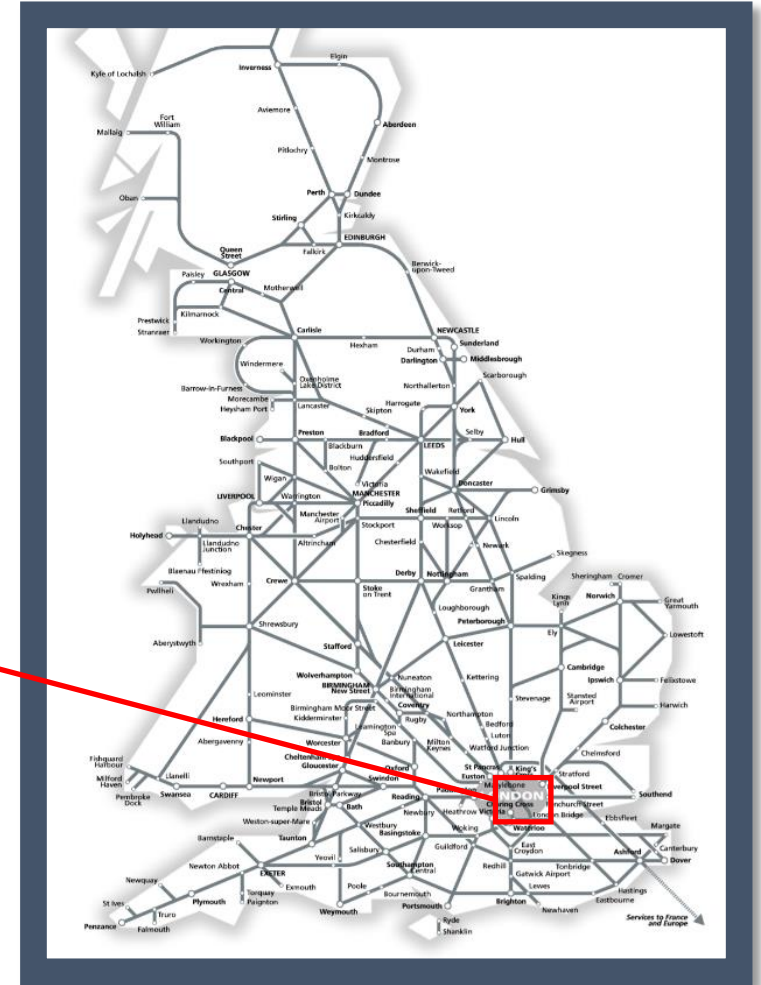 Elgin
Inverness
Kyle of Lochalsh
Aviemore
Fort
William
Aberdeen
Mallaig
Pitlochry
Montrose
Perth
Dundee
Oban
Kirkcaldy
Stirling
EDINBURGH
Queen
Street
Falkirk
Berwick-
upon-Tweed
Paisley
GLASGOW
Central
Motherwell
Prestwick
Kilmarnock
Stranraer
Carlisle
NEWCASTLE
Workington
Hexham
Sunderland
Durham
Darlington
Middlesbrough
Windermere
Scarborough
Oxenholme
Lake District
Barrow-in-Furness
Northallerton
Morecambe
Lancaster
Harrogate
York
Heysham Port
Skipton
Blackpool
Preston
Bradford
Selby
Hull
Blackburn
LEEDS
Huddersfield
Southport
Bolton
Wakefield
Wigan
Victoria
Doncaster
LIVERPOOL
Warrington
MANCHESTER
Piccadilly
Grimsby
Manchester
Airport
Sheffield
Retford
Llandudno
Chester
Stockport
Worksop
Lincoln
Holyhead
Llandudno
Junction
Altrincham
Chesterfield
Newark
Skegness
Blaenau Ffestiniog
Pwllheli
Wrexham
Crewe
Stoke
on Trent
Derby
Nottingham
Spalding
Sheringham
Cromer
Grantham
Kings
Lynn
Norwich
Great
Yarmouth
Loughborough
Shrewsbury
Peterborough
Aberystwyth
Ely
Lowestoft
Stafford
Leicester
Wolverhampton
BIRMINGHAM
New Street
Nuneaton
Kettering
Cambridge
Birmingham
International
Ipswich
Felixstowe
Leominster
Birmingham Moor Street
Coventry
Stevenage
Stansted
Airport
Harwich
Kidderminster
Rugby
Northampton
Hereford
Leamington
Spa
Bedford
Colchester
Worcester
Abergavenny
Banbury
Milton
Keynes
Luton
Watford Junction
Chelmsford
Fishguard
Harbour
Cheltenham
Gloucester
Oxford
St Pancras
King's
Euston
Stratford
Milford
Haven
Llanelli
Swindon
Marylebone
Liverpool Street
Pembroke
Dock
Swansea
CARDIFF
Newport
Bristol Parkway
Reading
NDON
Southend
Bristol
Temple Meads
Bath
Newbury
Heathrow
Victoria
Charing Cross
Fenchurch Street
London Bridge
Ebbsfleet
Weston-super-Mare
Westbury
Basingstoke
Woking
Waterloo
Margate
Barnstaple
Taunton
Salisbury
Guildford
East
Croydon
Canterbury
Newton Abbot
Yeovil
Southampton
Central
Redhill
Tonbridge
Ashford
Dover
EXETER
Gatwick Airport
Newquay
Exmouth
Poole
Lewes
Hastings
St Ives
Plymouth
Torquay
Paignton
Bournemouth
Eastbourne
Truro
Weymouth
Portsmouth
Brighton
Newhaven
Penzance
Falmouth
Ryde
Shanklin
Services to France
and Europe